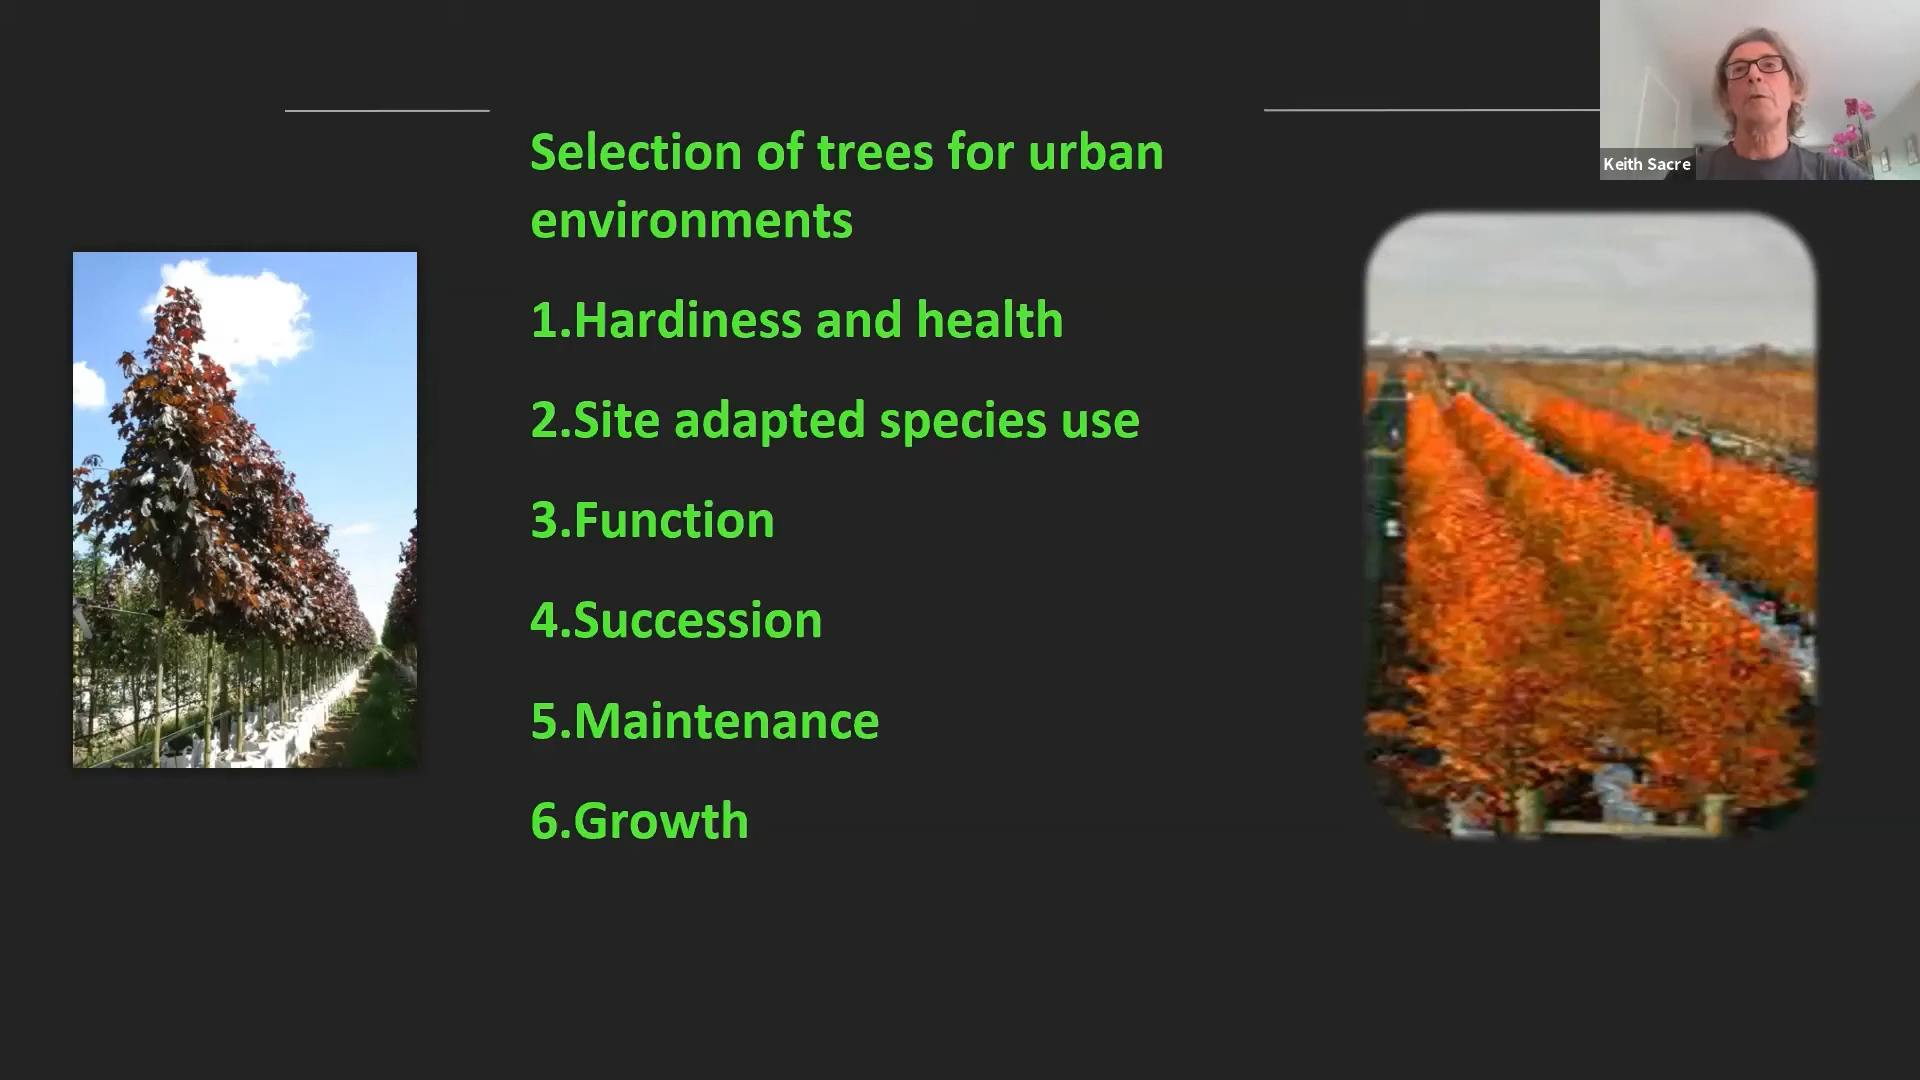 Selection of trees for urban
environments
1.Hardiness and health
2.Site adapted species use
3.Function
4.Succession
5.Maintenance
6.Growth
Keith Sacre